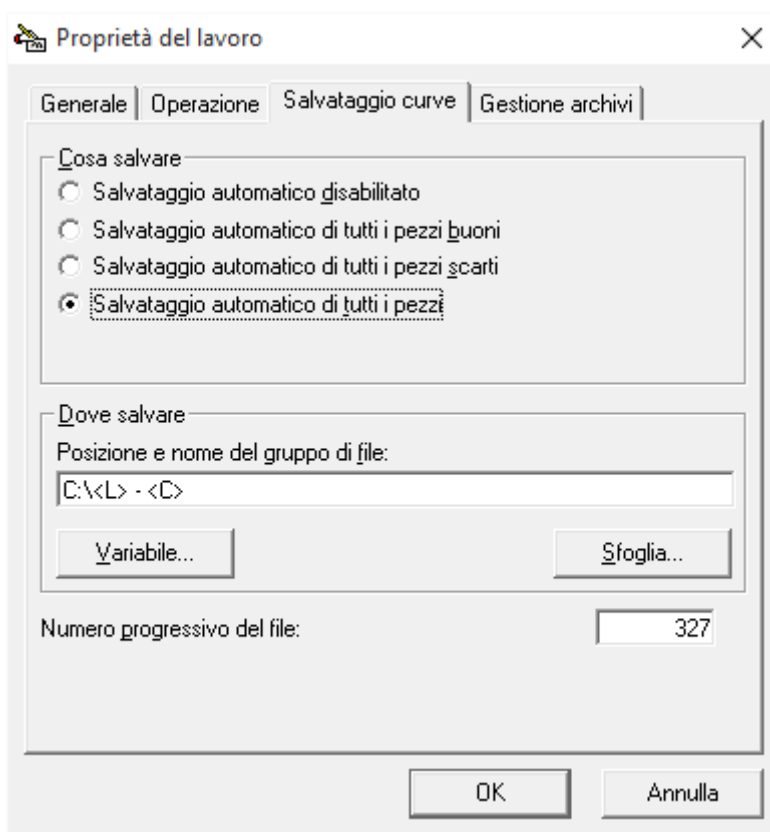 Proprietà del lavoro
Generale Operazione Salvataggio curve Gestione archivi
Cosa salvare
Salvataggio automatico disabilitato
Salvataggio automatico di tutti i pezzi buoni
Salvataggio automatico di tutti i pezzi scarti
Salvataggio automatico di tutti i pezzi
Dove salvare
Posizione e nome del gruppo di file:
C:\<L> - <C>
Variabile... Sfoglia...
Numero progressivo del file: 327
OK Annulla